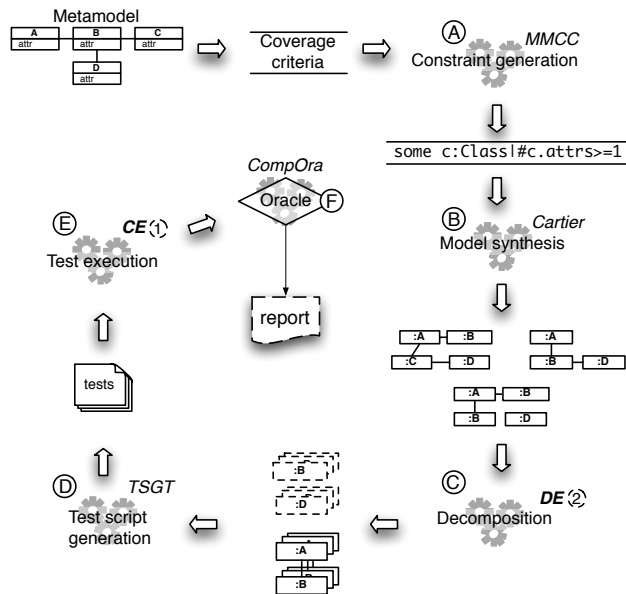 Metamodel
A B C
attr attr attr
D
attr
Coverage
criteria
A MMCC
Constraint generation
some c:Class|#c.attrs>=1
B Cartier
Model synthesis
:A :B
:C :D
:A
:B :D
:A :B
:B :D
C DE 2
Decomposition
:B
:D
:A
:B
D TSGT
Test script
generation
tests
E CE 1
Test execution
CompOra
Oracle F
report